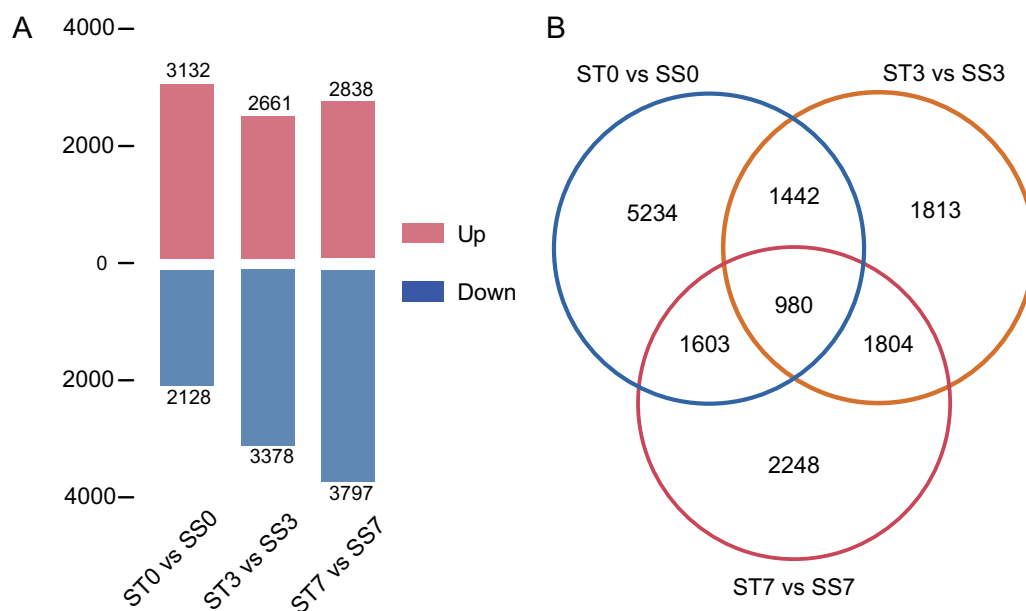 A
4000
2000
0
2000
4000
3132
2661
2838
2128
3378
3797
ST0 vs SS0
ST3 vs SS3
ST7 vs SS7
Up
Down
B
ST0 vs SS0
ST3 vs SS3
5234
1442
1813
980
1603
1804
2248
ST7 vs SS7